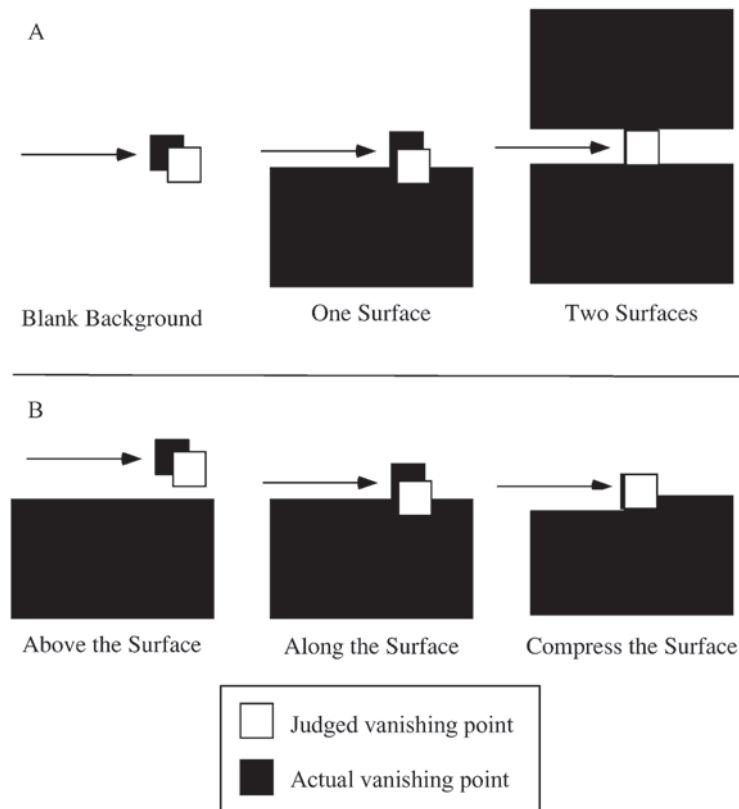 A
Blank Background
One Surface
Two Surfaces
B
Above the Surface
Along the Surface
Compress the Surface
Judged vanishing point
Actual vanishing point